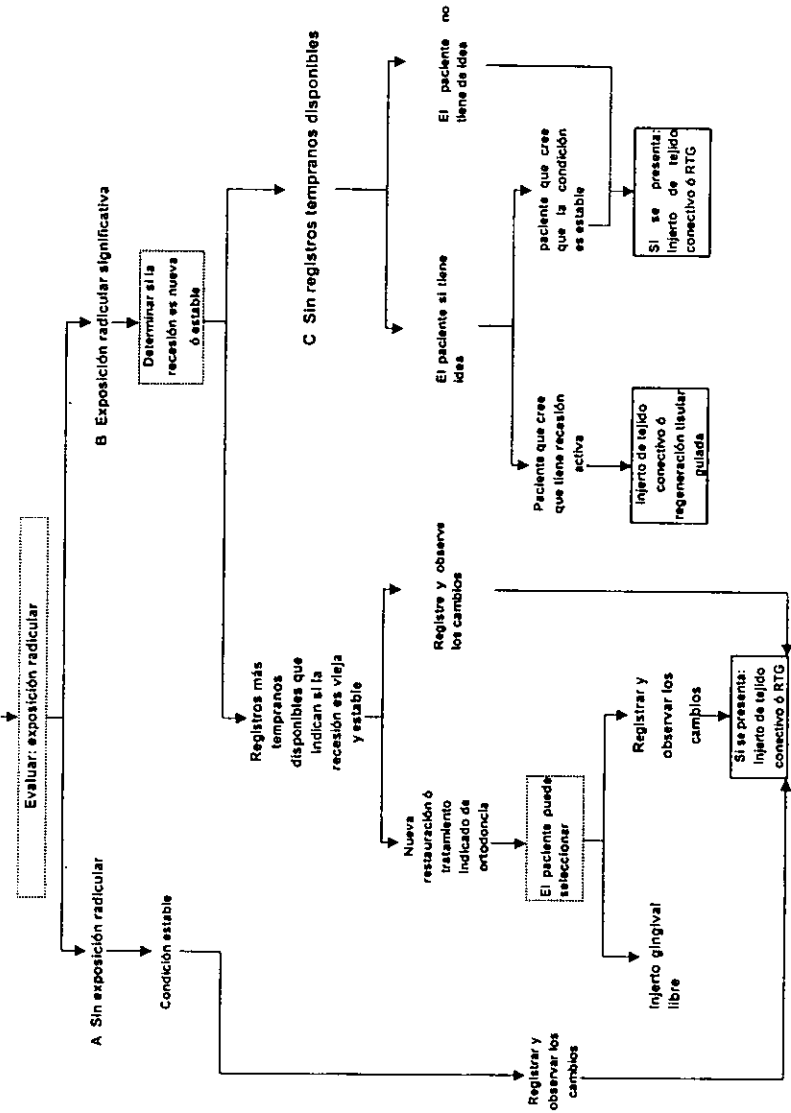 Evaluar: exposición radicular
A Sin exposición radicular
Condición estable
Registrar y
observar los
cambios
B Exposición radicular significativa
Determinar si la
recesión es nueva
ó estable
Registros más
tempranos
disponibles que
indican si la
recesión es vieja
y estable
Nueva
restauración ó
tratamiento
indicado de
ortodoncia
El paciente puede
seleccionar
Injerto gingival
libre
Registrar y
observar los
cambios
Registre y observe
los cambios
Si se presenta:
Injerto de tejido
conectivo ó RTG
C Sin registros tempranos disponibles
El paciente si tiene
idea
Paciente que cree
que tiene recesión
activa
Injerto de tejido
conectivo ó
regeneración tisular
guiada
paciente que cree
que la condición
es estable
El paciente no
tiene de idea
Si se presenta:
Injerto de tejido
conectivo ó RTG